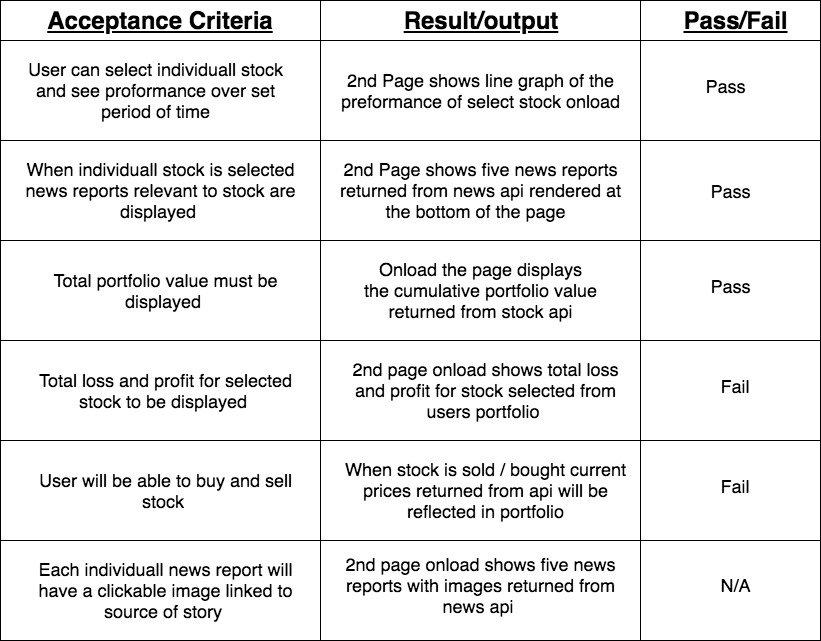 Acceptance Criteria
Result/output
Pass/Fail
User can select individuall stock
and see proformance over set
period of time
2nd Page shows line graph of the
preformance of select stock onload
Pass
When individuall stock is selected
news reports relevant to stock are
displayed
2nd Page shows five news reports
returned from news api rendered at
the bottom of the page
Pass
Total portfolio value must be
displayed
Onload the page displays
the cumulative portfolio value
returned from stock api
Pass
Total loss and profit for selected
stock to be displayed
2nd page onload shows total loss
and profit for stock selected from
users portfolio
Fail
User will be able to buy and sell
stock
When stock is sold / bought current
prices returned from api will be
reflected in portfolio
Fail
Each individuall news report will
have a clickable image linked to
source of story
2nd page onload shows five news
reports with images returned from
news api
N/A